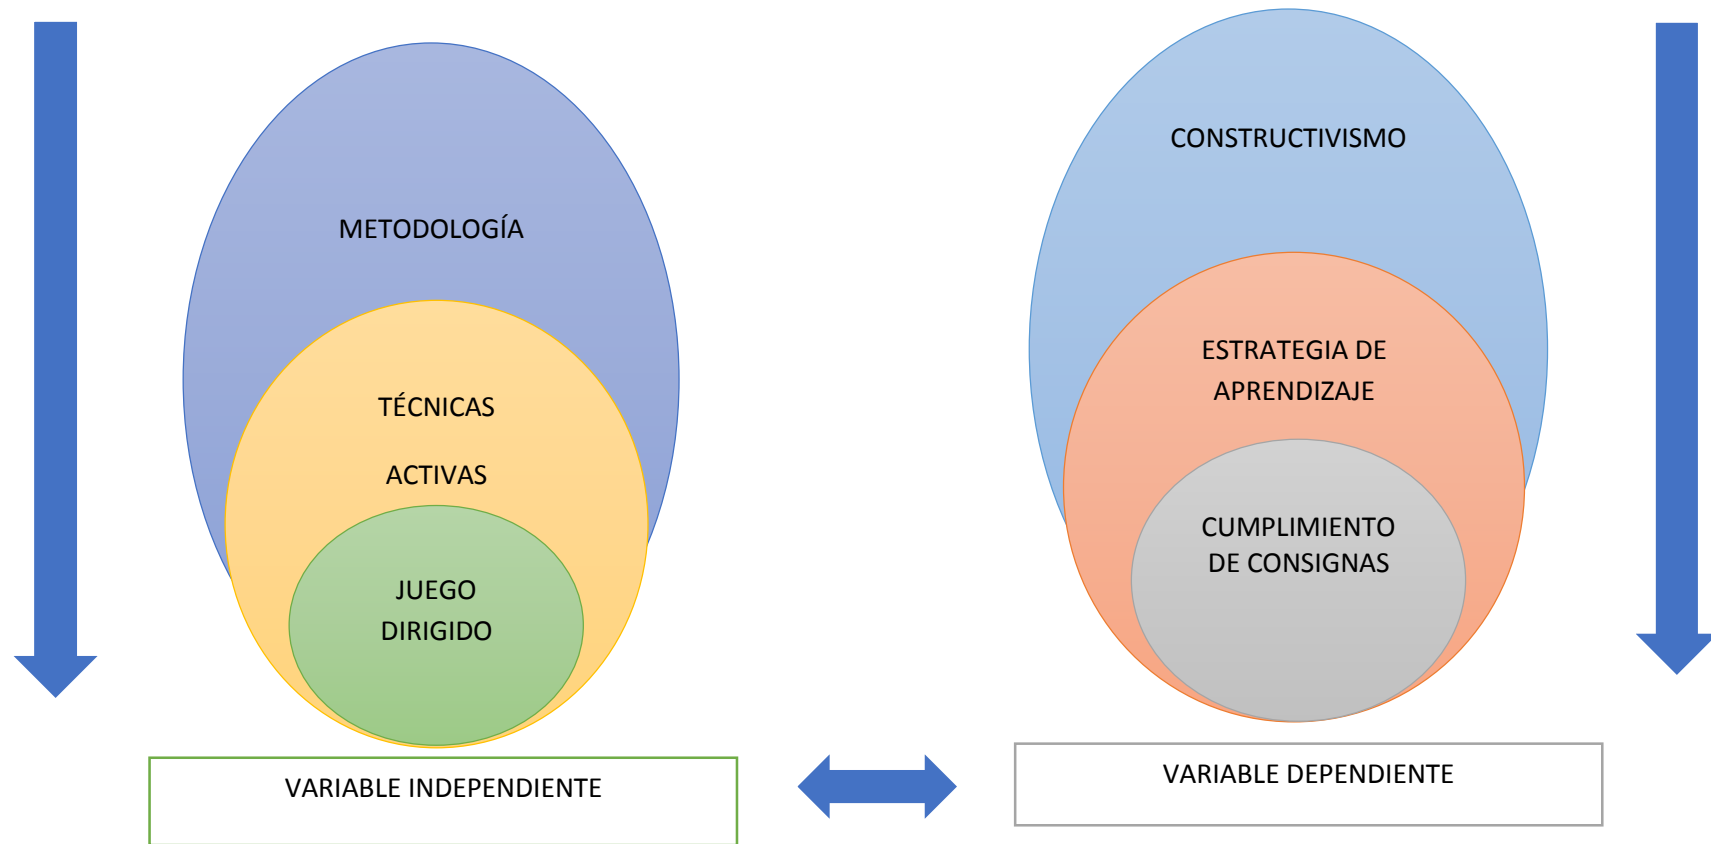 METODOLOGÍA
TÉCNICAS
ACTIVAS
JUEGO
DIRIGIDO
VARIABLE INDEPENDIENTE
CONSTRUCTIVISMO
ESTRATEGIA DE
APRENDIZAJE
CUMPLIMIENTO
DE CONSIGNAS
VARIABLE DEPENDIENTE